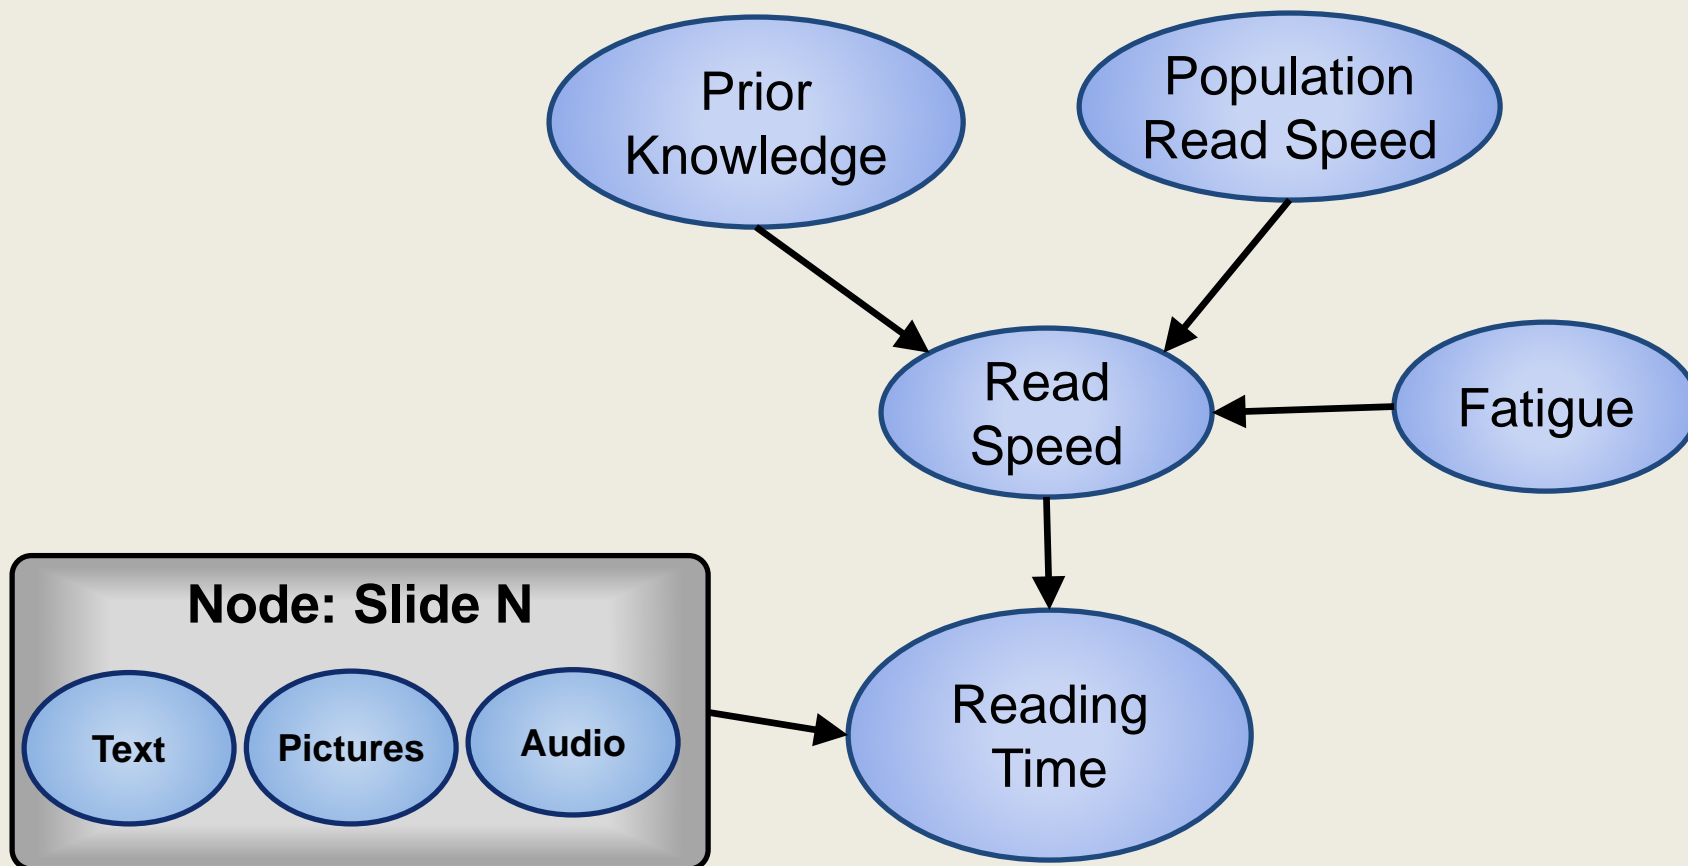 Prior
Knowledge
Population
Read Speed
Read
Speed
Fatigue
Node: Slide N
Text
Pictures
Audio
Reading
Time